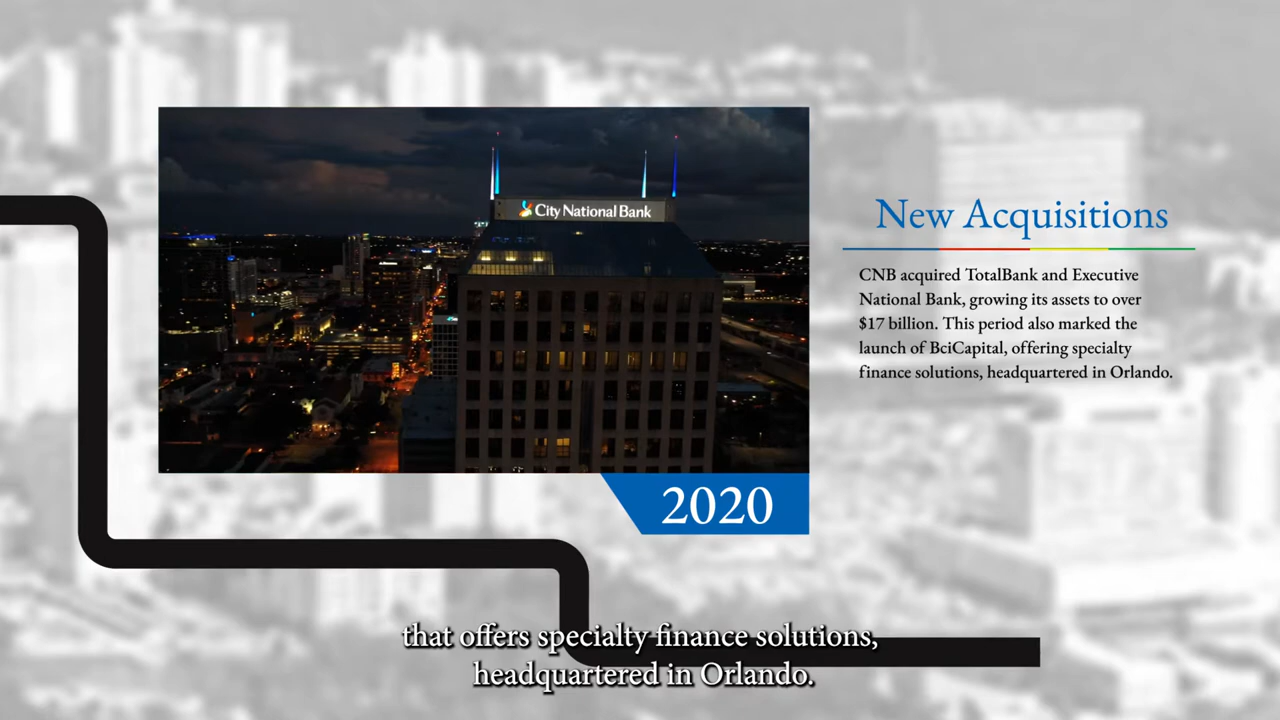 City National Bank
New Acquisitions
CNB acquired TotalBank and Executive
National Bank, growing its assets to over
$17 billion. This period also marked the
launch of BciCapital, offering specialty
finance solutions, headquartered in Orlando.
2020
that offers specialty finance solutions,
headquartered in Orlando.